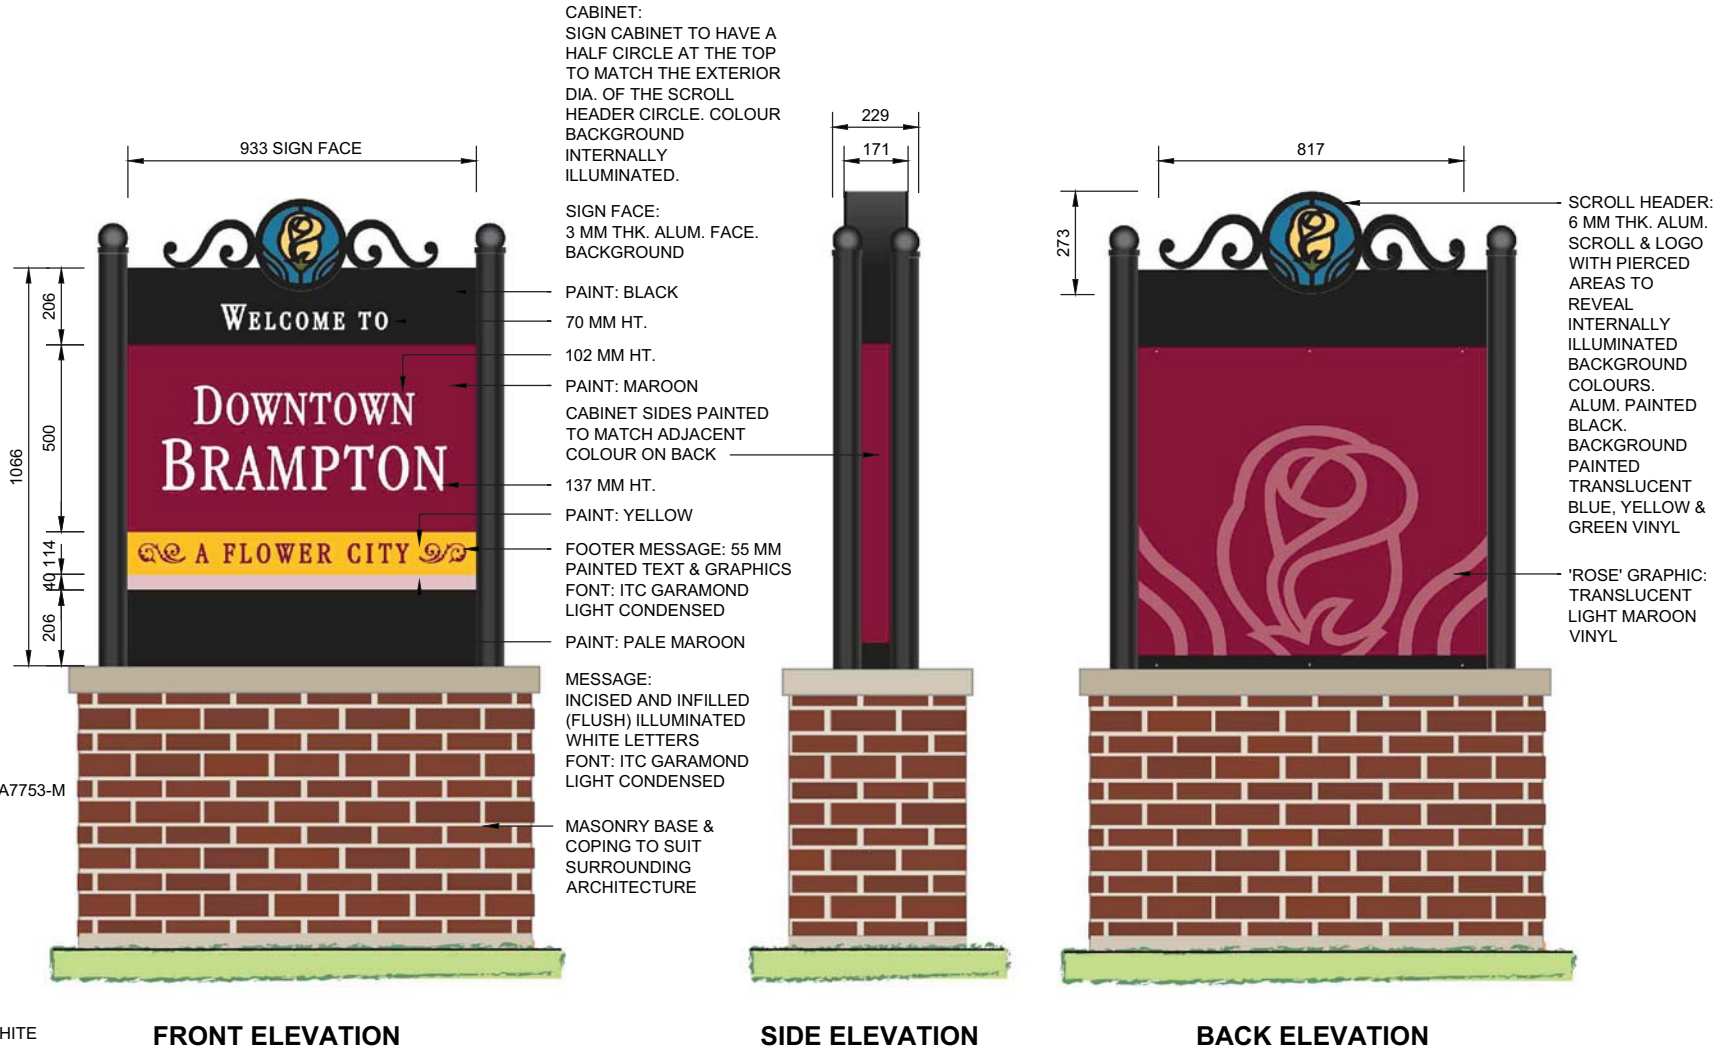 CABINET:
SIGN CABINET TO HAVE A
HALF CIRCLE AT THE TOP
TO MATCH THE EXTERIOR
DIA. OF THE SCROLL
HEADER CIRCLE. COLOUR
BACKGROUND
INTERNALLY
ILLUMINATED.
SIGN FACE:
3 MM THK. ALUM. FACE.
BACKGROUND
PAINT: BLACK
70 MM HT.
102 MM HT.
PAINT: MAROON
CABINET SIDES PAINTED
TO MATCH ADJACENT
COLOUR ON BACK
137 MM HT.
PAINT: YELLOW
FOOTER MESSAGE: 55 MM
PAINTED TEXT & GRAPHICS
FONT: ITC GARAMOND
LIGHT CONDENSED
PAINT: PALE MAROON
MESSAGE:
INCISED AND INFILLED
(FLUSH) ILLUMINATED
WHITE LETTERS
FONT: ITC GARAMOND
LIGHT CONDENSED
MASONRY BASE &
COPING TO SUIT
SURROUNDING
ARCHITECTURE
933 SIGN FACE
1066
206
500
114
40
206
WELCOME TO
DOWNTOWN
BRAMPTON
A FLOWER CITY
A7753-M
HITE
FRONT ELEVATION
229
171
SIDE ELEVATION
817
273
SCROLL HEADER:
6 MM THK. ALUM.
SCROLL & LOGO
WITH PIERCED
AREAS TO
REVEAL
INTERNALLY
ILLUMINATED
BACKGROUND
COLOURS.
ALUM. PAINTED
BLACK.
BACKGROUND
PAINTED
TRANSLUCENT
BLUE, YELLOW &
GREEN VINYL
'ROSE' GRAPHIC:
TRANSLUCENT
LIGHT MAROON
VINYL
BACK ELEVATION